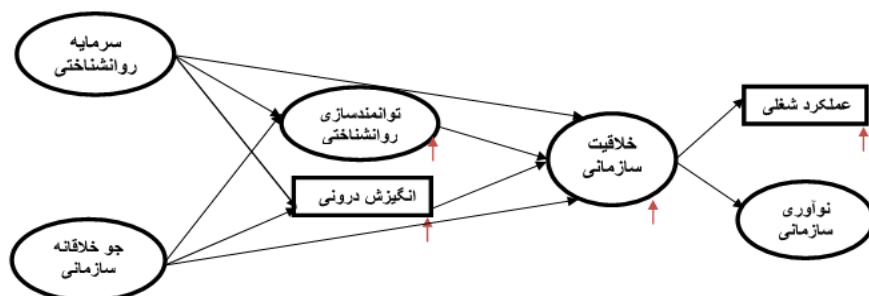 سرمایه
روانشناختی
توانمندسازی
روانشناختی
انگیزش درونی
جو خلاقانه
سازمانی
خلاقیت
سازمانی
عملکرد شغلی
نوآوری
سازمانی